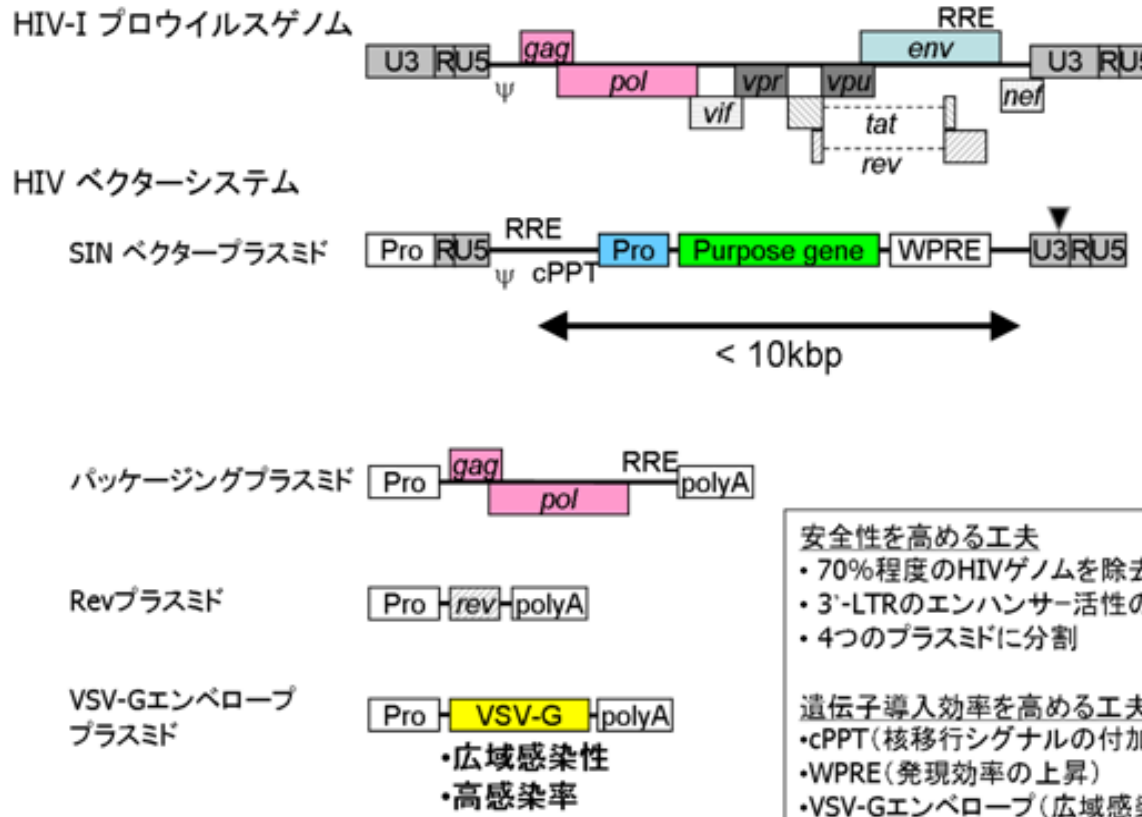 HIV-I プロウイルスゲノム
RRE
U3 R U5 gag env U3 R U5
ψ pol vpr vpu nef
vif tat
rev
HIV ベクターシステム
SIN ベクタープラスミド
RRE
Pro R U5 Pro Purpose gene WPRE U3 R U5
ψ cPPT
< 10kbp
パッケージングプラスミド
Pro gag RRE polyA
pol
Revプラスミド
Pro rev polyA
VSV-Gエンベロープ
プラスミド
Pro VSV-G polyA
・広域感染性
・高感染率
安全性を高める工夫
・70%程度のHIVゲノムを除去
・3'-LTRのエンハンサー活性の
・4つのプラスミドに分割
遺伝子導入効率を高める工夫
・cPPT(核移行シグナルの付加
・WPRE(発現効率の上昇)
・VSV-Gエンベロープ(広域感染